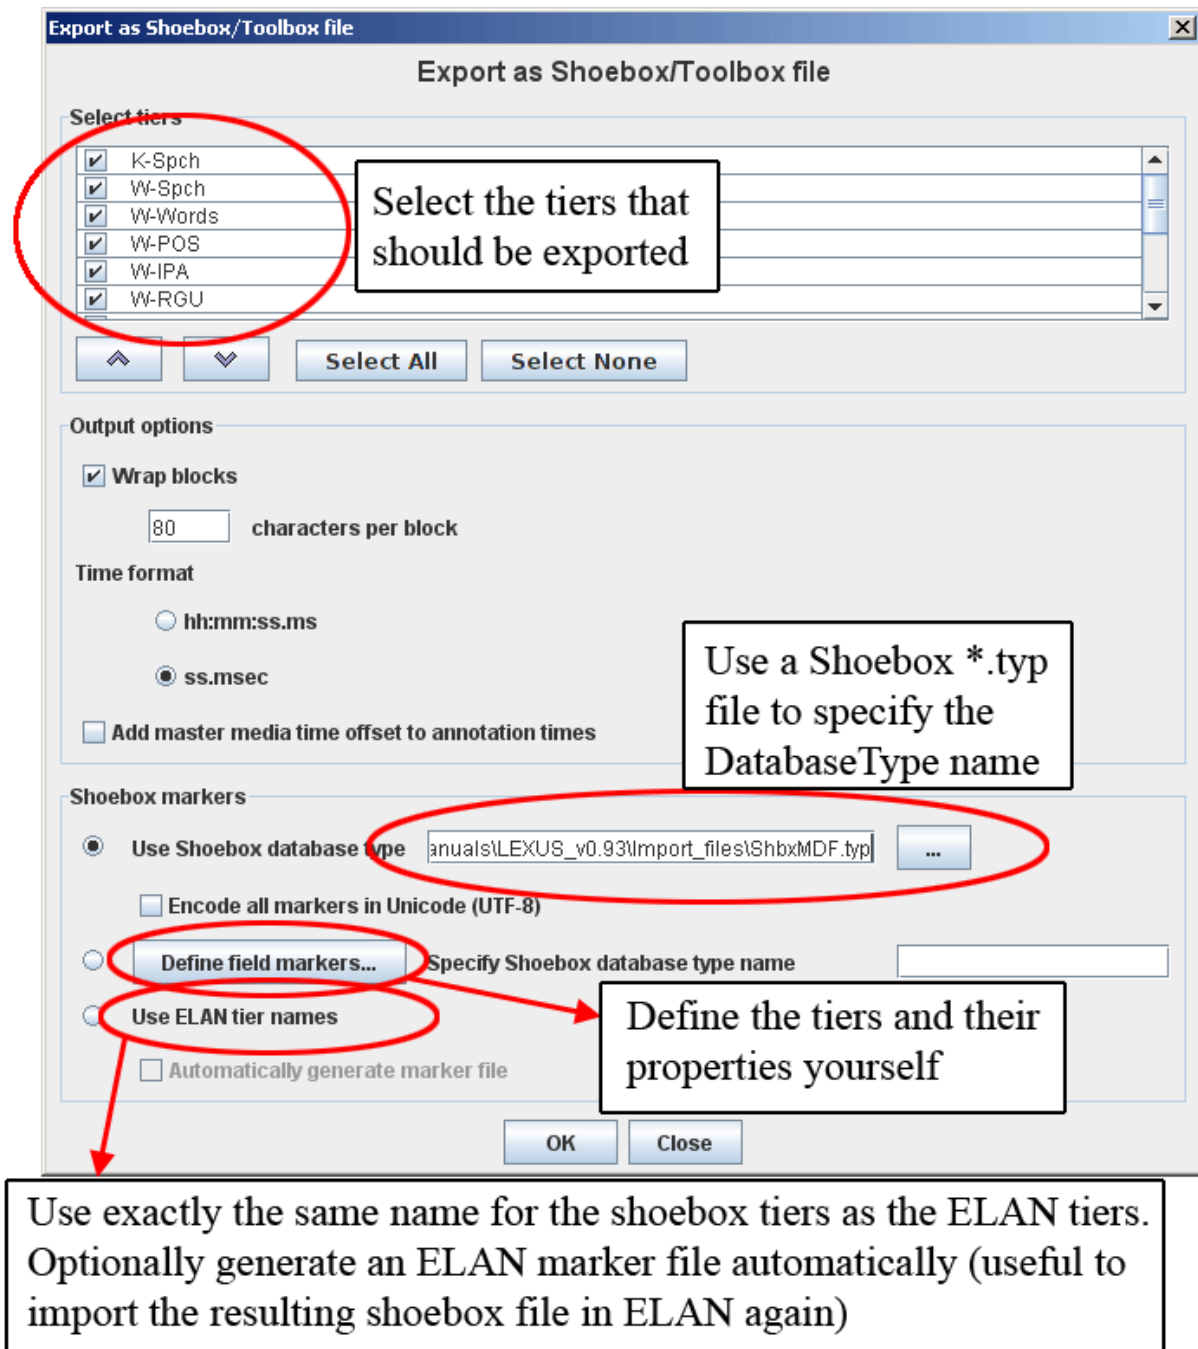 Export as Shoebox/Toolbox file
Export as Shoebox/Toolbox file
Select tiers
K-Spch
W-Spch
W-Words
W-POS
W-IPA
W-RGU
Select the tiers that
should be exported
Select All
Select None
Output options
Wrap blocks
80 characters per block
Time format
hh:mm:ss.ms
ss.msec
Add master media time offset to annotation times
Use a Shoebox *.typ
file to specify the
DatabaseType name
Shoebox markers
Use Shoebox database type anuals\LEXUS_v0.93\Import_files\ShbxMDF.typ ...
Encode all markers in Unicode (UTF-8)
Define field markers... Specify Shoebox database type name
Use ELAN tier names
Define the tiers and their
properties yourself
Automatically generate marker file
OK Close
Use exactly the same name for the shoebox tiers as the ELAN tiers.
Optionally generate an ELAN marker file automatically (useful to
import the resulting shoebox file in ELAN again)